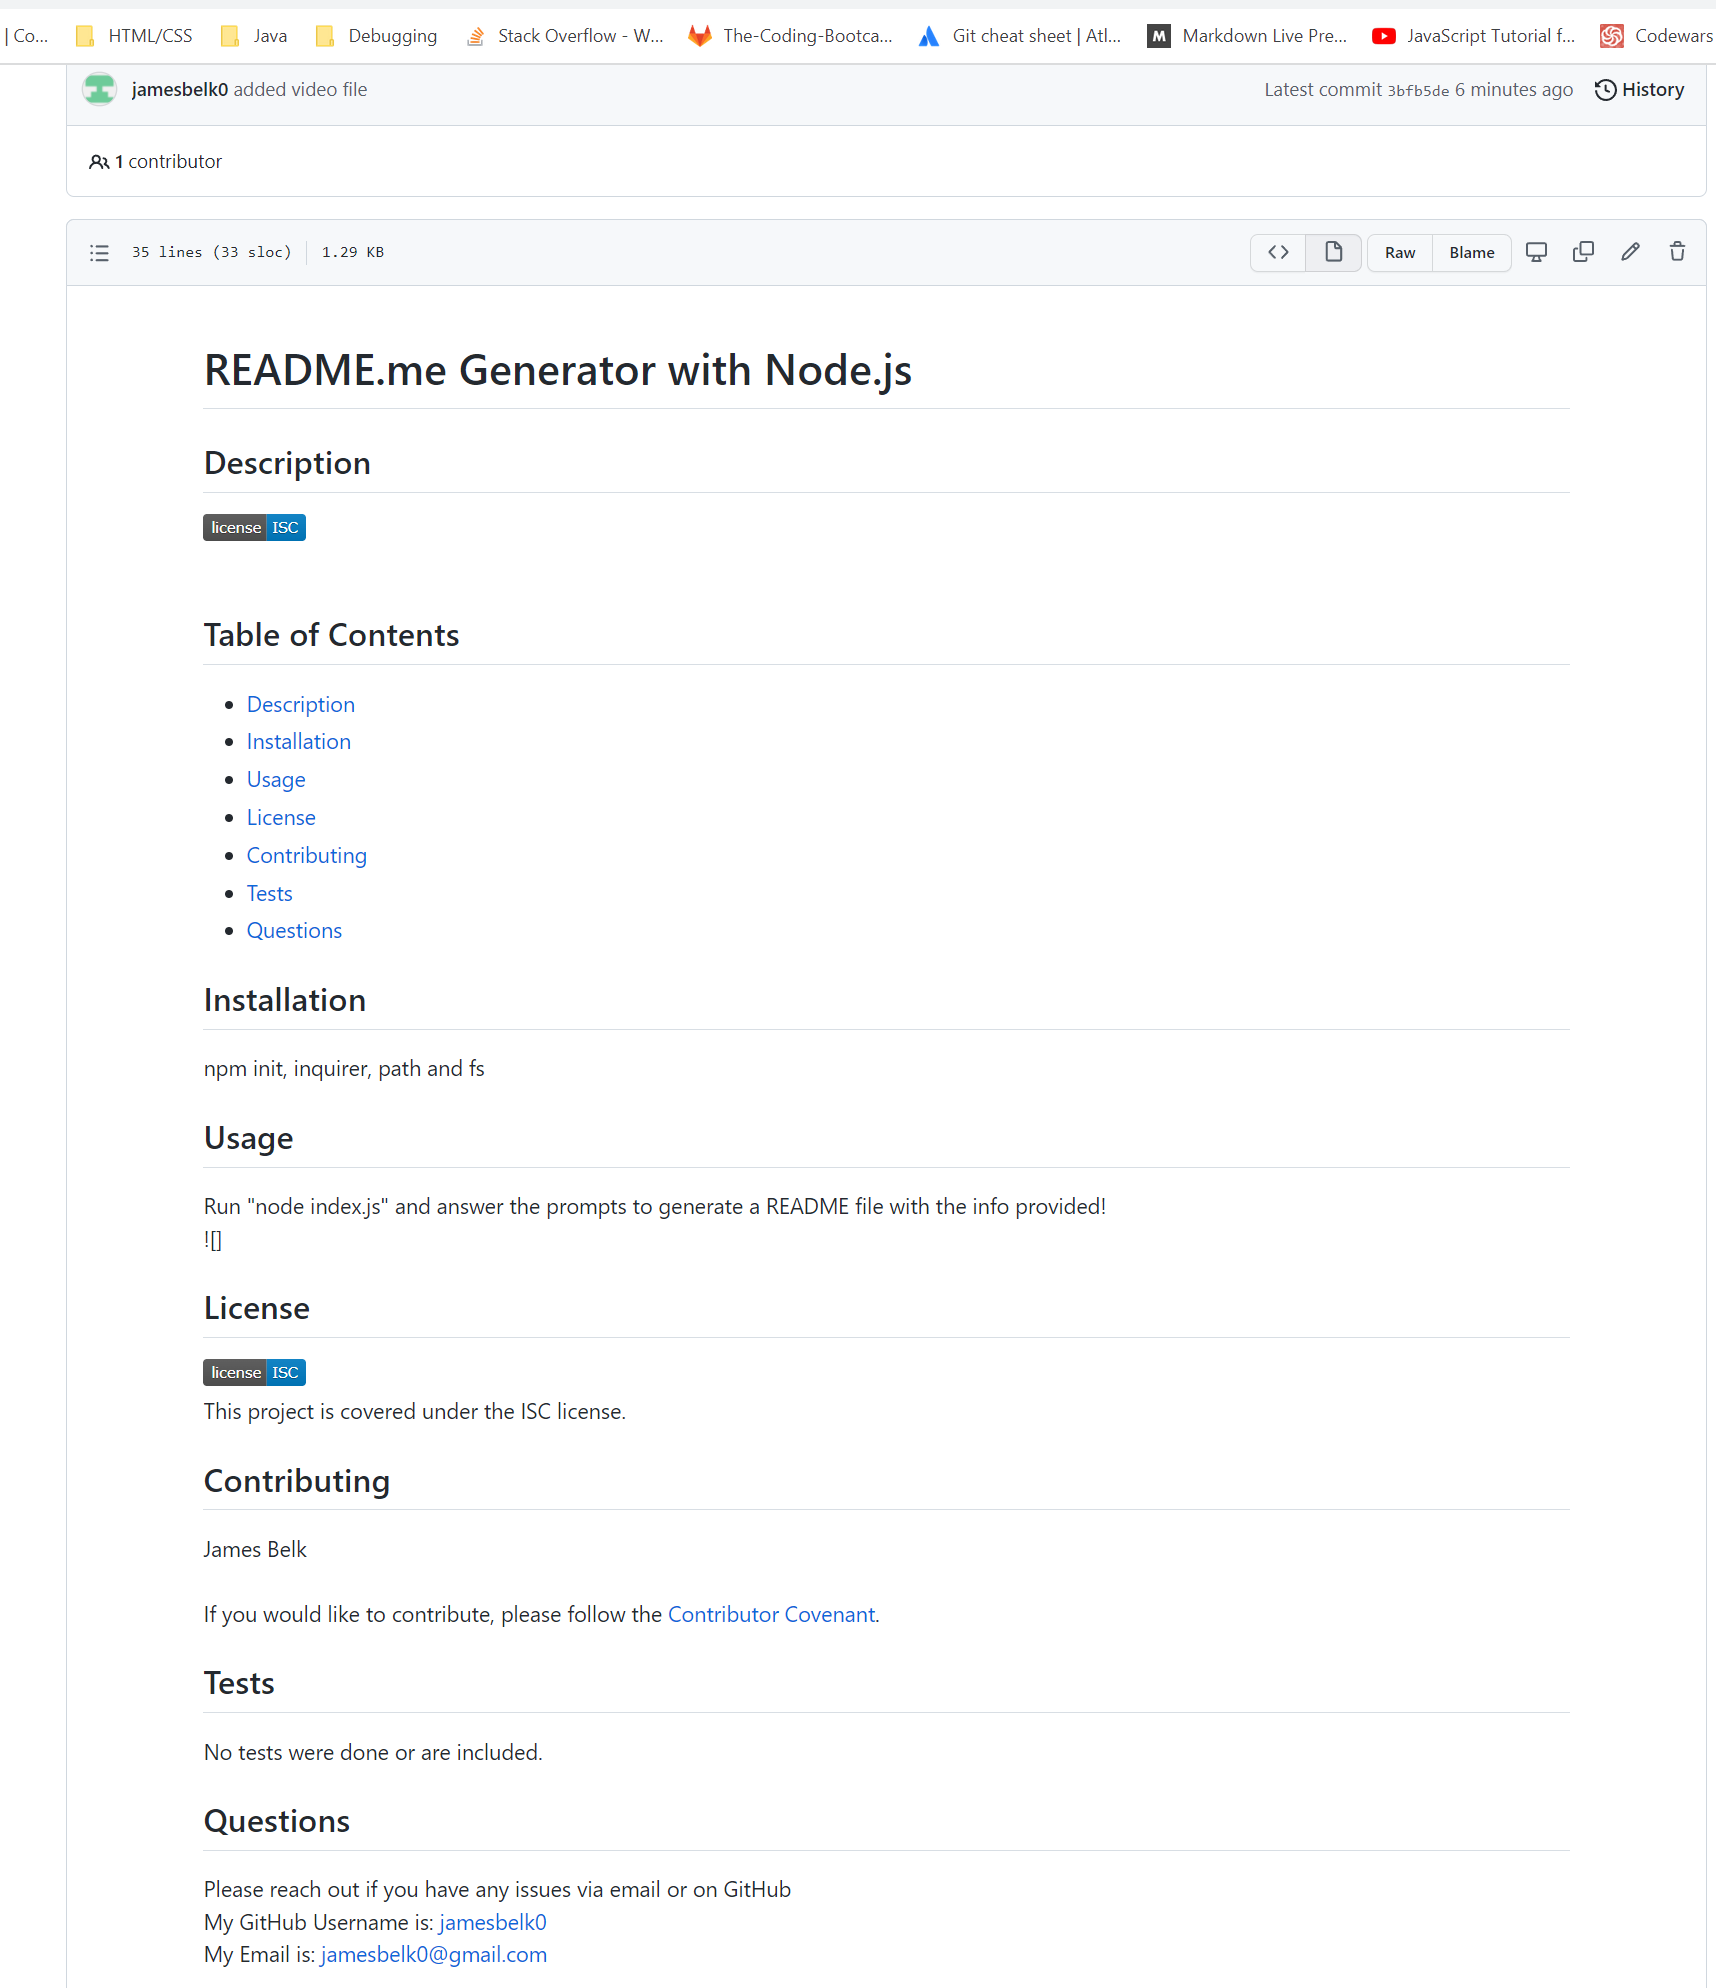 | Co...
HTML/CSS
Java
Debugging
Stack Overflow - W...
The-Coding-Bootca...
Git cheat sheet | Atl...
M Markdown Live Pre...
JavaScript Tutorial f...
Codewars
jamesbelk0 added video file
Latest commit 3bfb5de 6 minutes ago
History
1 contributor
35 lines (33 sloc)
1.29 KB
Raw
Blame
README.me Generator with Node.js
Description
license ISC
Table of Contents
• Description
• Installation
• Usage
• License
• Contributing
• Tests
• Questions
Installation
npm init, inquirer, path and fs
Usage
Run "node index.js" and answer the prompts to generate a README file with the info provided!
![]
License
license ISC
This project is covered under the ISC license.
Contributing
James Belk
If you would like to contribute, please follow the Contributor Covenant.
Tests
No tests were done or are included.
Questions
Please reach out if you have any issues via email or on GitHub
My GitHub Username is: jamesbelk0
My Email is: jamesbelk0@gmail.com